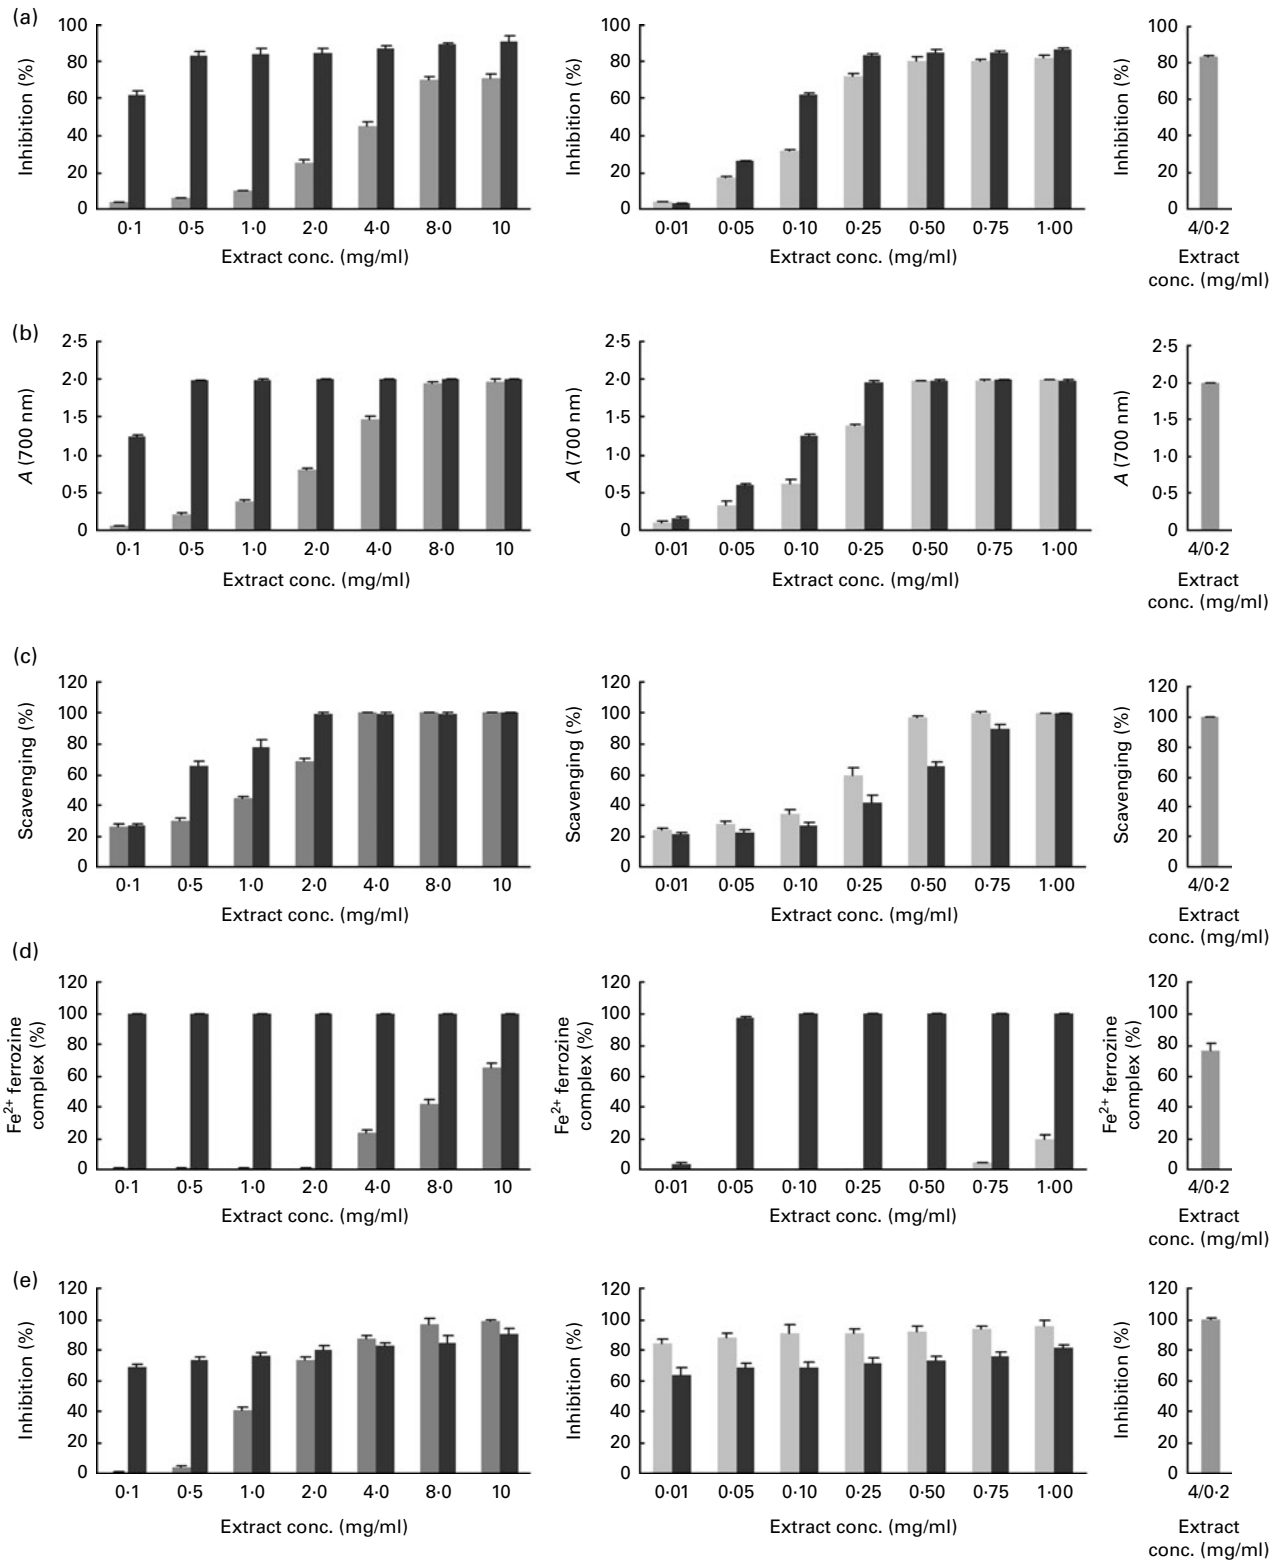 (a)
100
80
60
40
20
0
Inhibition (%)
0·1 0·5 1·0 2·0 4·0 8·0 10
Extract conc. (mg/ml)
100
80
60
40
20
0
Inhibition (%)
0·01 0·05 0·10 0·25 0·50 0·75 1·00
Extract conc. (mg/ml)
100
80
60
40
20
0
Inhibition (%)
4/0·2
Extract
conc. (mg/ml)
(b)
2·5
2·0
1·5
1·0
0·5
0
A (700 nm)
0·1 0·5 1·0 2·0 4·0 8·0 10
Extract conc. (mg/ml)
2·5
2·0
1·5
1·0
0·5
0
A (700 nm)
0·01 0·05 0·10 0·25 0·50 0·75 1·00
Extract conc. (mg/ml)
2·5
2·0
1·5
1·0
0·5
0
A (700 nm)
4/0·2
Extract
conc. (mg/ml)
(c)
120
100
80
60
40
20
0
Scavenging (%)
0·1 0·5 1·0 2·0 4·0 8·0 10
Extract conc. (mg/ml)
120
100
80
60
40
20
0
Scavenging (%)
0·01 0·05 0·10 0·25 0·50 0·75 1·00
Extract conc. (mg/ml)
120
100
80
60
40
20
0
Scavenging (%)
4/0·2
Extract
conc. (mg/ml)
(d)
120
100
80
60
40
20
0
Fe2+ ferrozine
complex (%)
0·1 0·5 1·0 2·0 4·0 8·0 10
Extract conc. (mg/ml)
120
100
80
60
40
20
0
Fe2+ ferrozine
complex (%)
0·01 0·05 0·10 0·25 0·50 0·75 1·00
Extract conc. (mg/ml)
120
100
80
60
40
20
0
Fe2+ ferrozine
complex (%)
4/0·2
Extract
conc. (mg/ml)
(e)
120
100
80
60
40
20
0
Inhibition (%)
0·1 0·5 1·0 2·0 4·0 8·0 10
Extract conc. (mg/ml)
120
100
80
60
40
20
0
Inhibition (%)
0·01 0·05 0·10 0·25 0·50 0·75 1·00
Extract conc. (mg/ml)
120
100
80
60
40
20
0
Inhibition (%)
4/0·2
Extract
conc. (mg/ml)